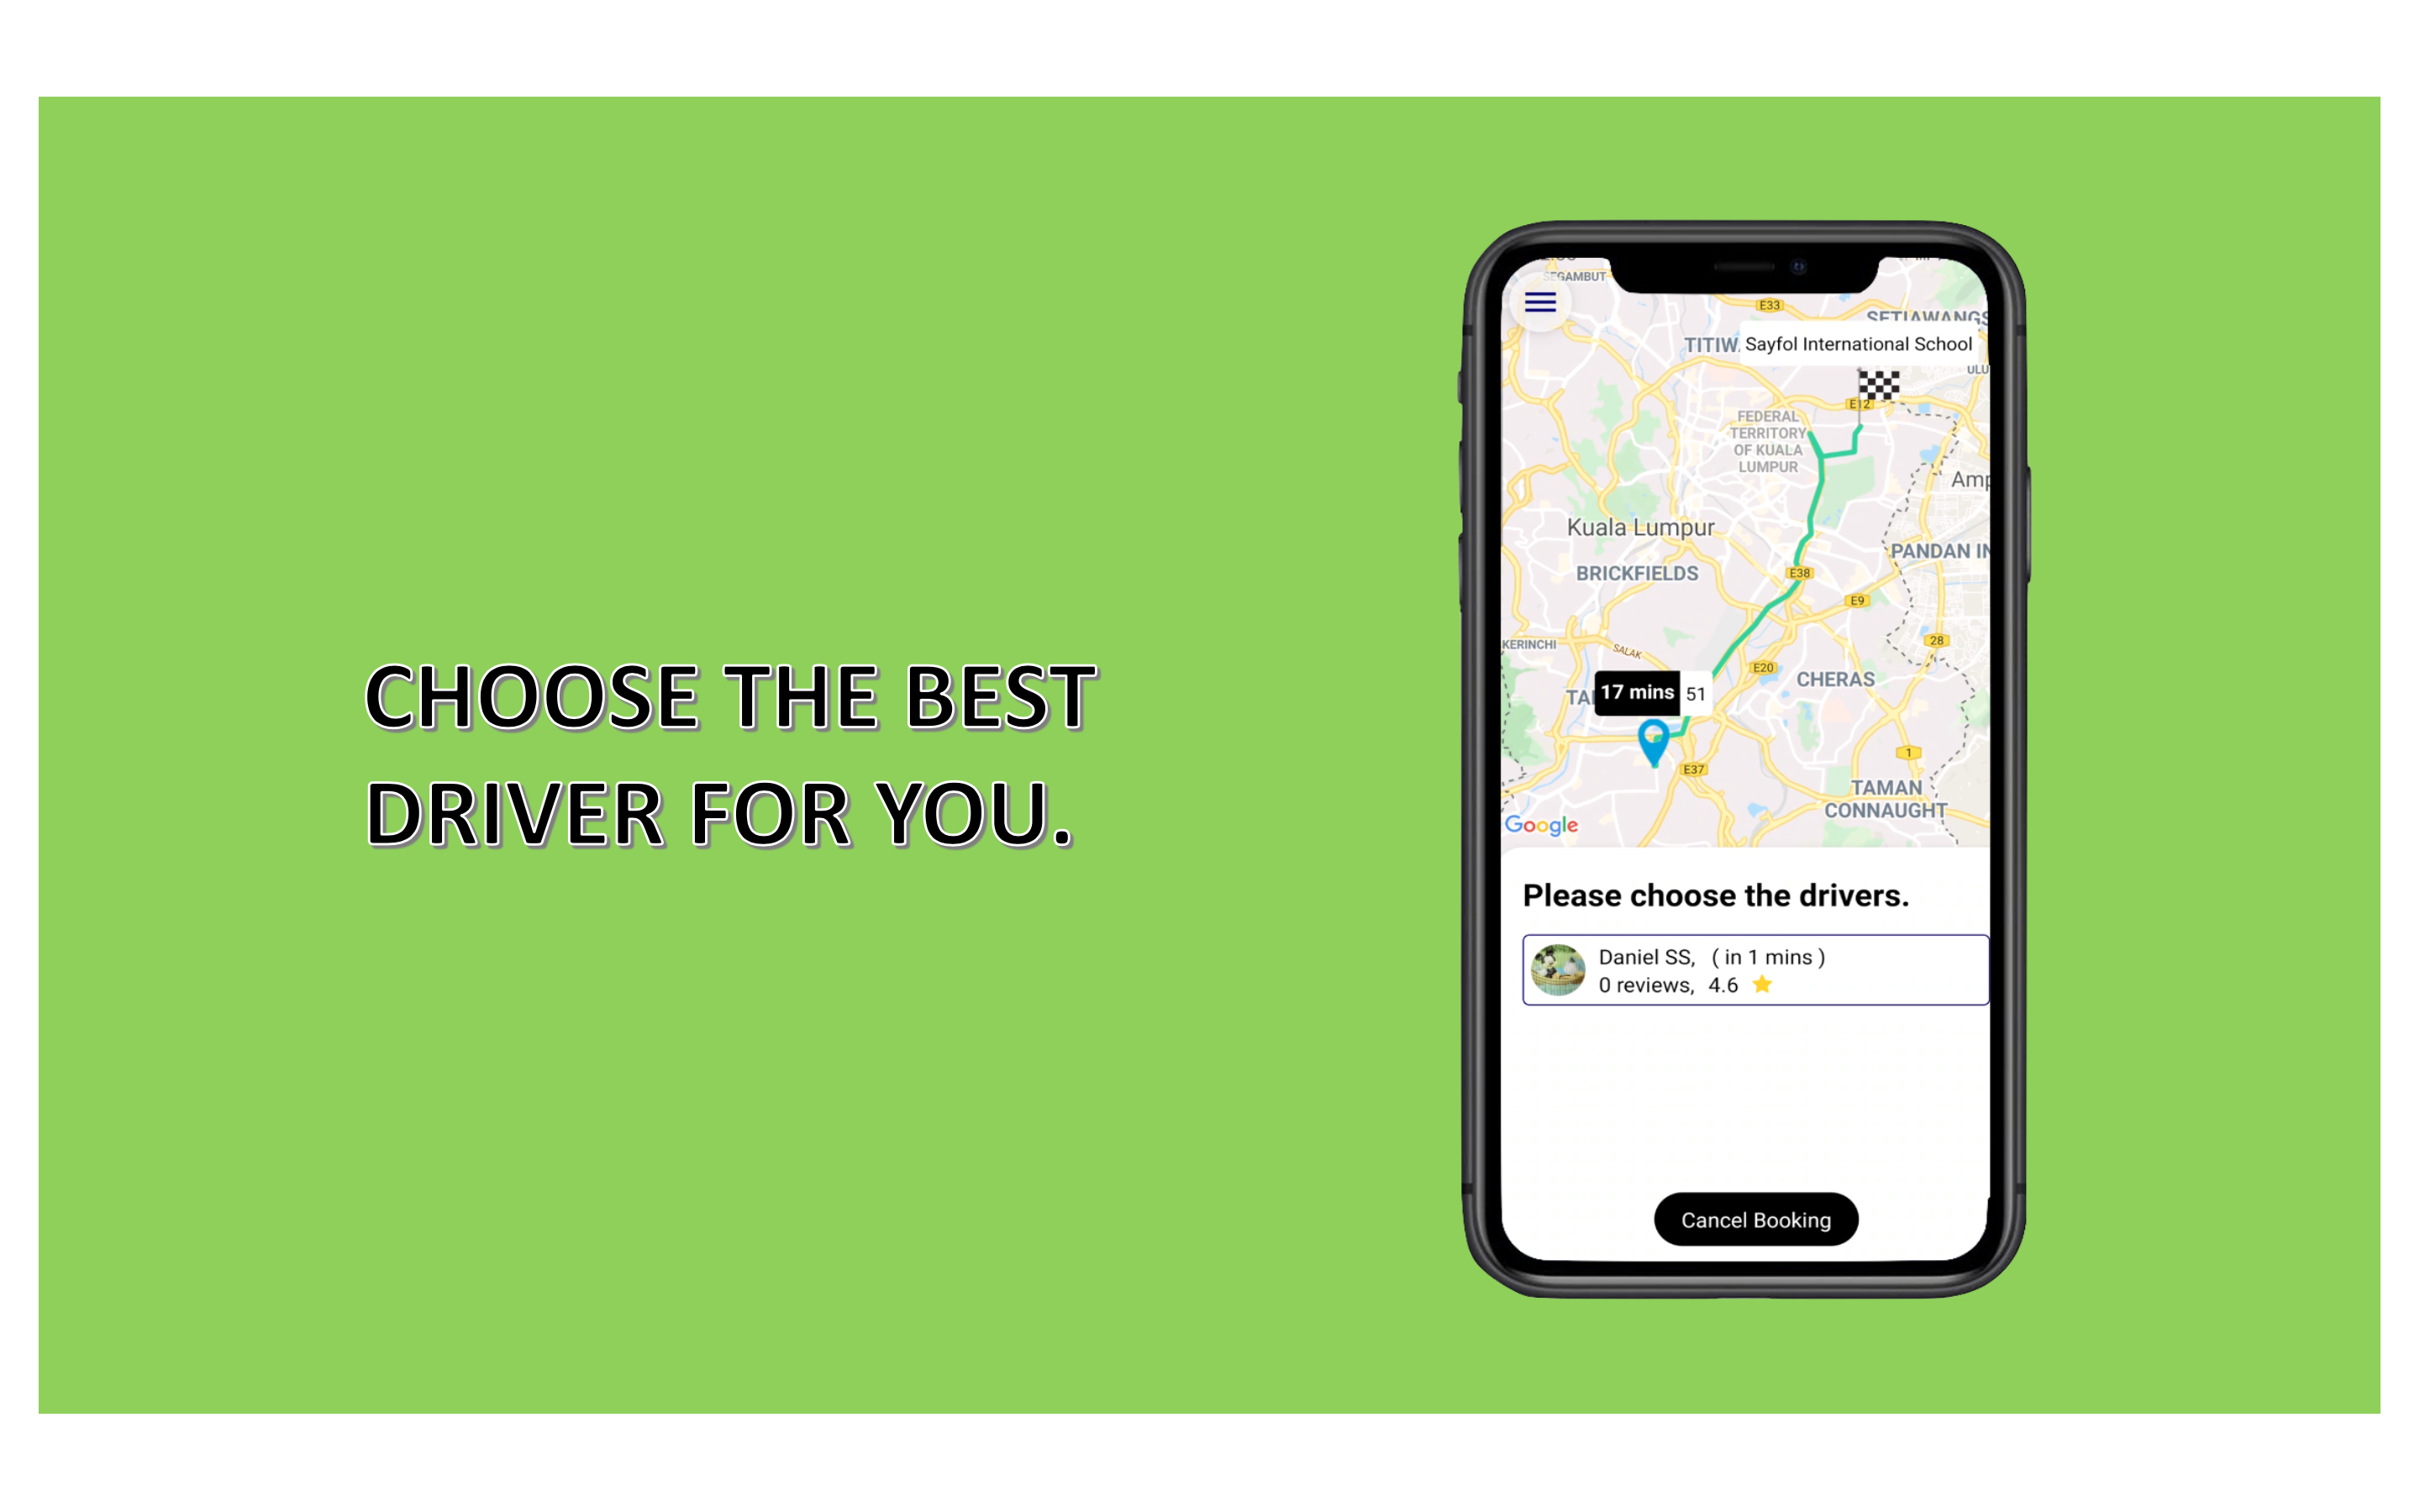 CHOOSE THE BEST
DRIVER FOR YOU.
SEGAMBUT
E33
SETIAWANGS
TITIW
Sayfol International School
ULU
E12
FEDERAL
TERRITORY
OF KUALA
LUMPUR
Amp
Kuala Lumpur
PANDAN IN
BRICKFIELDS
E38
E9
28
KERINCHI
SALAK
E20
CHERAS
TA
17 mins 51
1
E37
TAMAN
CONNAUGHT
Google
Please choose the drivers.
Daniel SS, ( in 1 mins )
0 reviews, 4.6
Cancel Booking